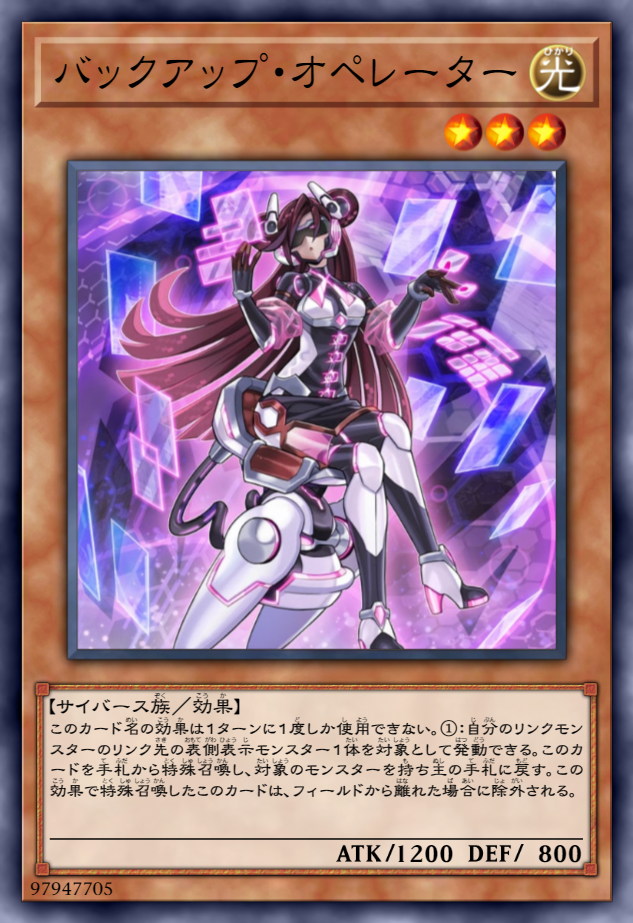 バックアップ・オペレーター
光
【サイバース族／効果】
このカード名の効果は1ターンに1度しか使用できない。①:自分のリンクモン
スターのリンク先の表側表示モンスター1体を対象として発動できる。このカ
ードを手札から特殊召喚し、対象のモンスターを持ち主の手札に戻す。この
効果で特殊召喚したこのカードは、フィールドから離れた場合に除外される。
ATK/1200 DEF/ 800
97947705